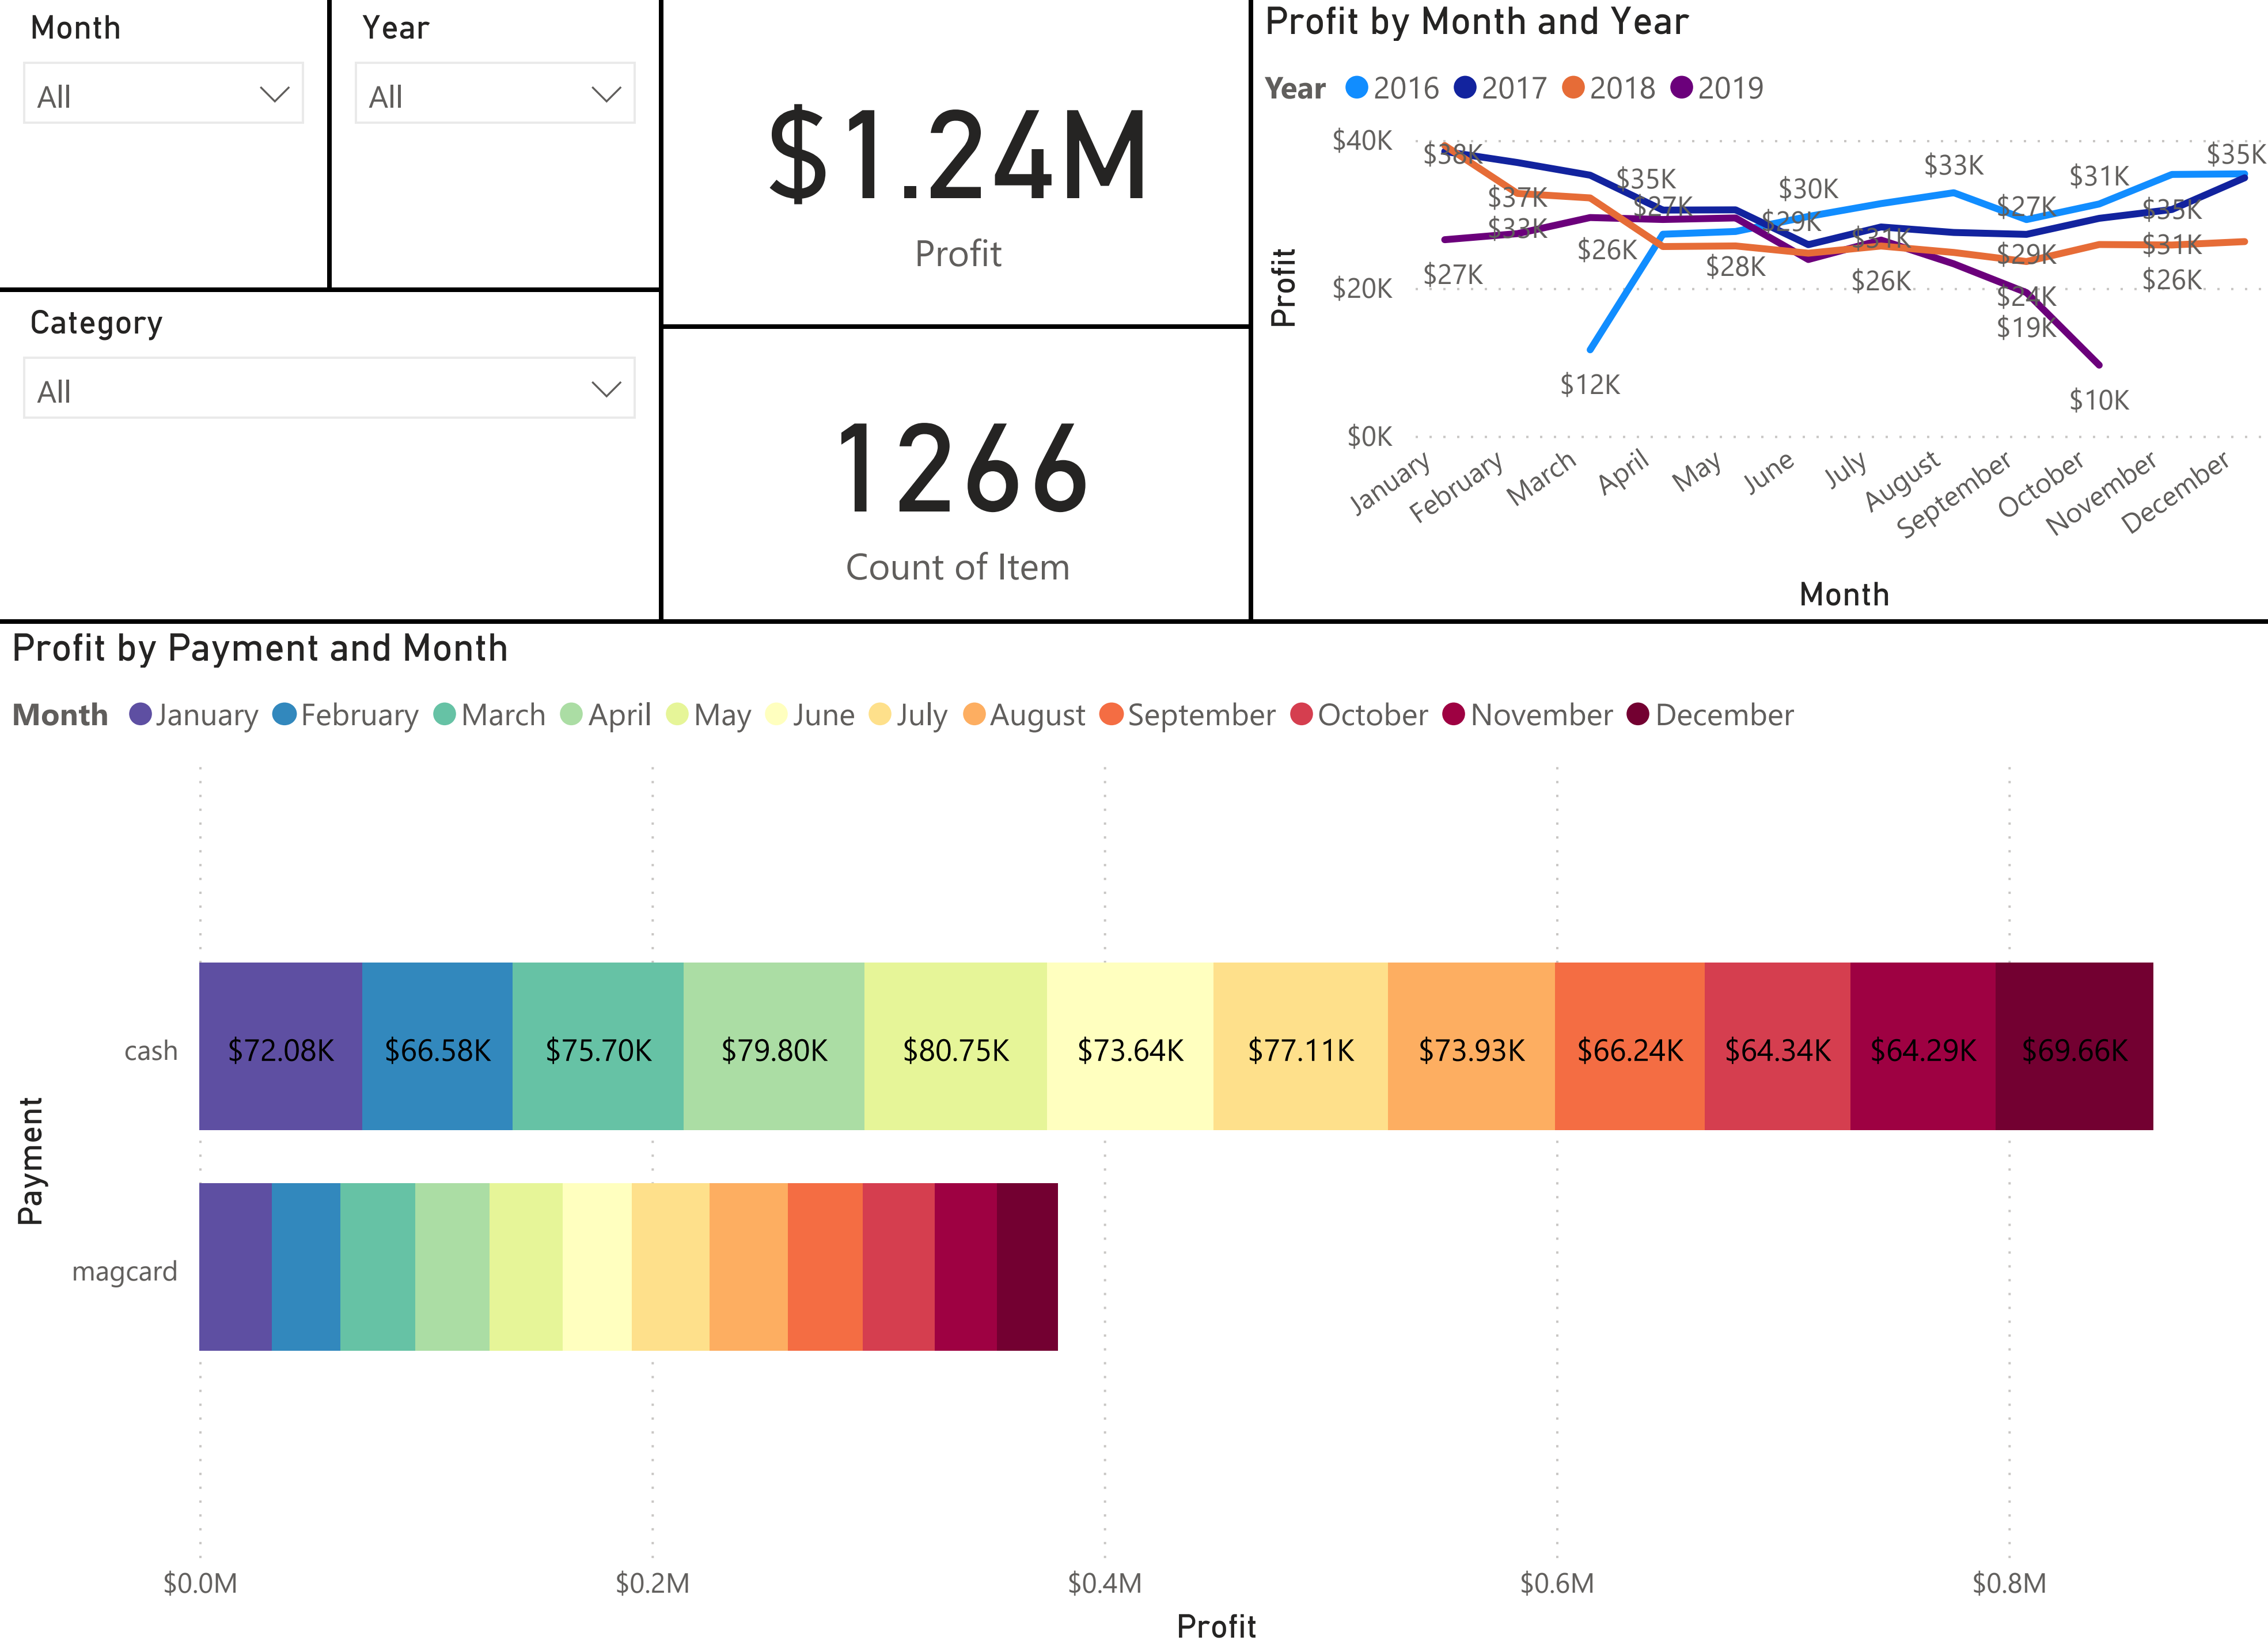 Month
All
Year
All
Category
All
$1.24M
Profit
1266
Count of Item
Profit by Month and Year
Year 2016 2017 2018 2019
Profit
$40K
$20K
$0K
$38K
$27K
$37K
$33K
$12K
$26K
$35K
$27K
$28K
$30K
$29K
$31K
$26K
$33K
$27K
$29K
$24K
$19K
$31K
$10K
$35K
$31K
$26K
$35K
January February March April May June July August September October November December
Month
Profit by Payment and Month
Month January February March April May June July August September October November December
Payment
cash
$72.08K $66.58K $75.70K $79.80K $80.75K $73.64K $77.11K $73.93K $66.24K $64.34K $64.29K $69.66K
magcard
$0.0M $0.2M $0.4M $0.6M $0.8M
Profit